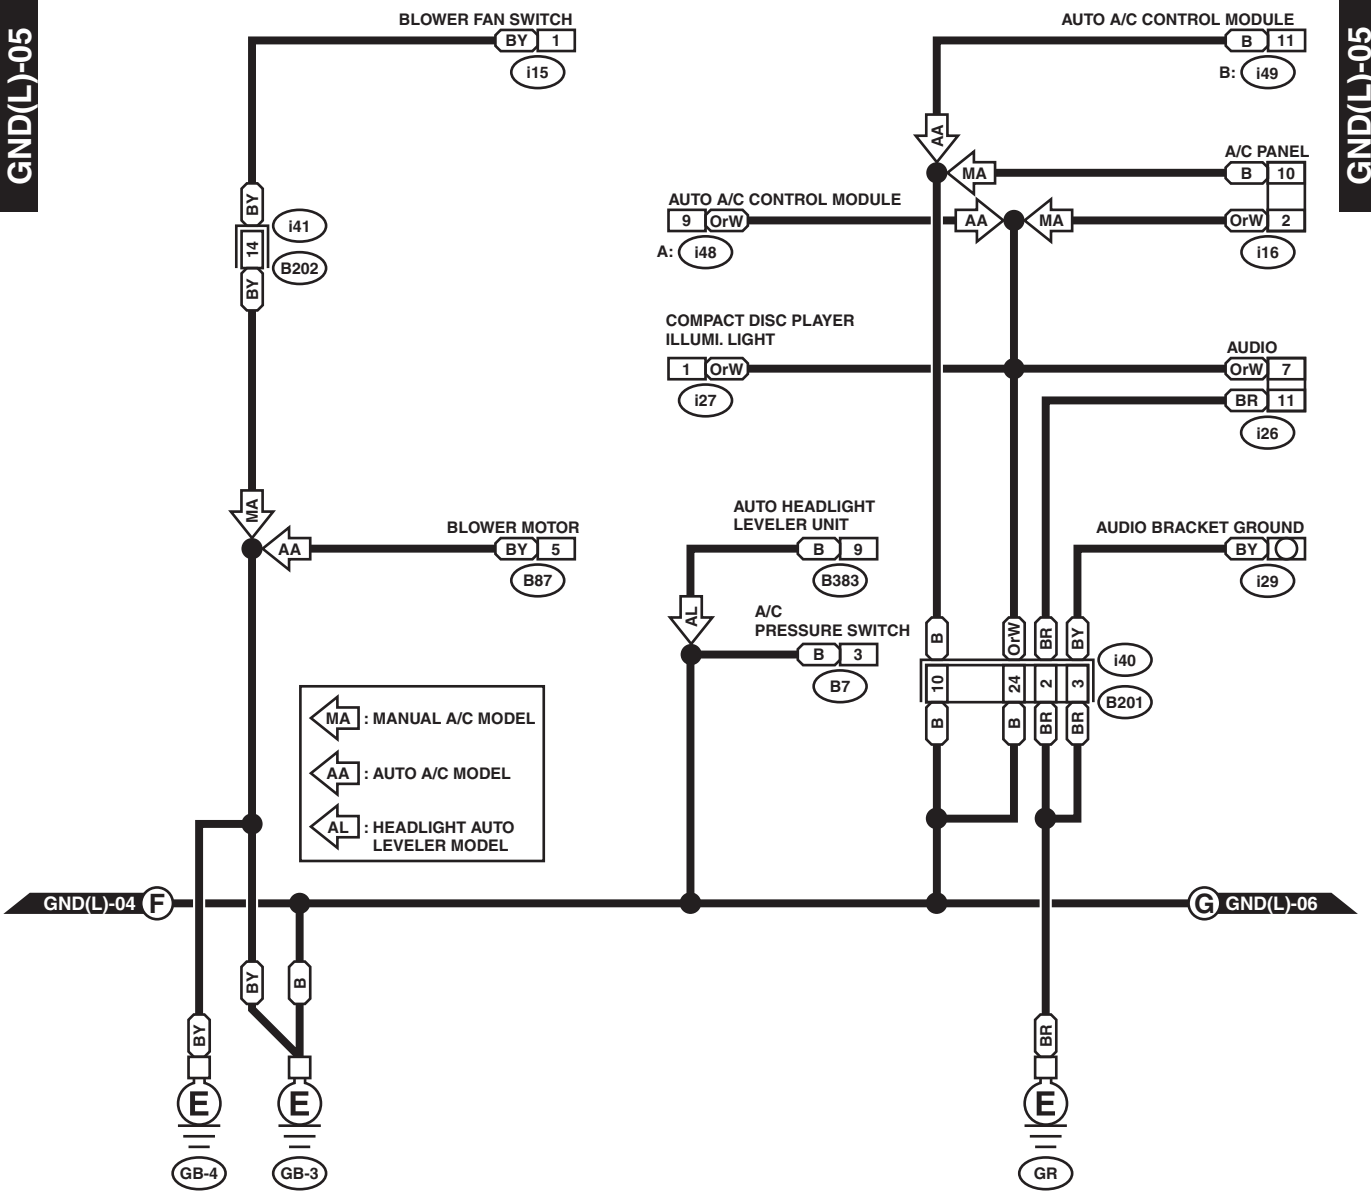 GND(L)-05
GND(L)-05
BLOWER FAN SWITCH
BY 1
i15
AUTO A/C CONTROL MODULE
B 11
B: i49
AA
A/C PANEL
MA
B 10
AUTO A/C CONTROL MODULE
9 OrW
AA
MA
OrW 2
A: i48
i16
BY
i41
14
B202
BY
COMPACT DISC PLAYER
ILLUMI. LIGHT
1 OrW
i27
AUDIO
OrW 7
BR 11
i26
MA
BLOWER MOTOR
AA
BY 5
B87
AUTO HEADLIGHT
LEVELER UNIT
B 9
B383
AL
A/C
PRESSURE SWITCH
B 3
B7
AUDIO BRACKET GROUND
BY
i29
B OrW BR BY
i40
10 24 2 3
B201
B B BR BR
MA : MANUAL A/C MODEL
AA : AUTO A/C MODEL
AL : HEADLIGHT AUTO
LEVELER MODEL
GND(L)-04 F
G GND(L)-06
BY B
BY
BR
E E E
GB-4 GB-3 GR